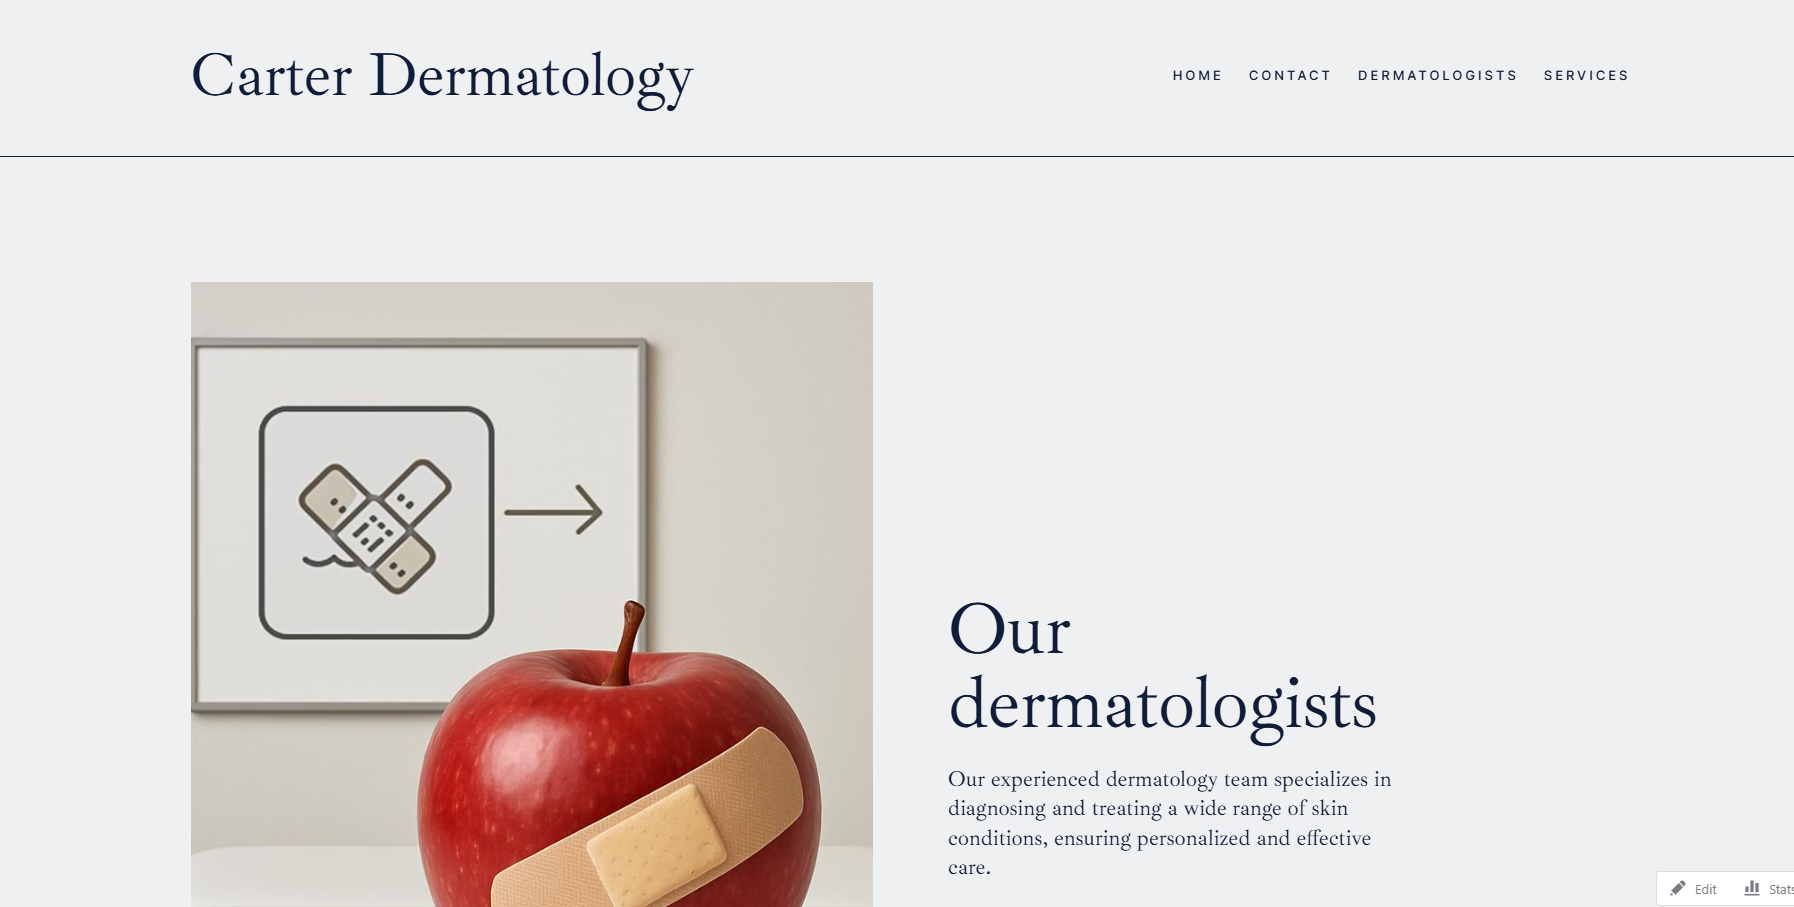 Carter Dermatology
HOME CONTACT DERMATOLOGISTS SERVICES
Our
dermatologists
Our experienced dermatology team specializes in
diagnosing and treating a wide range of skin
conditions, ensuring personalized and effective
care.
Edit Stats